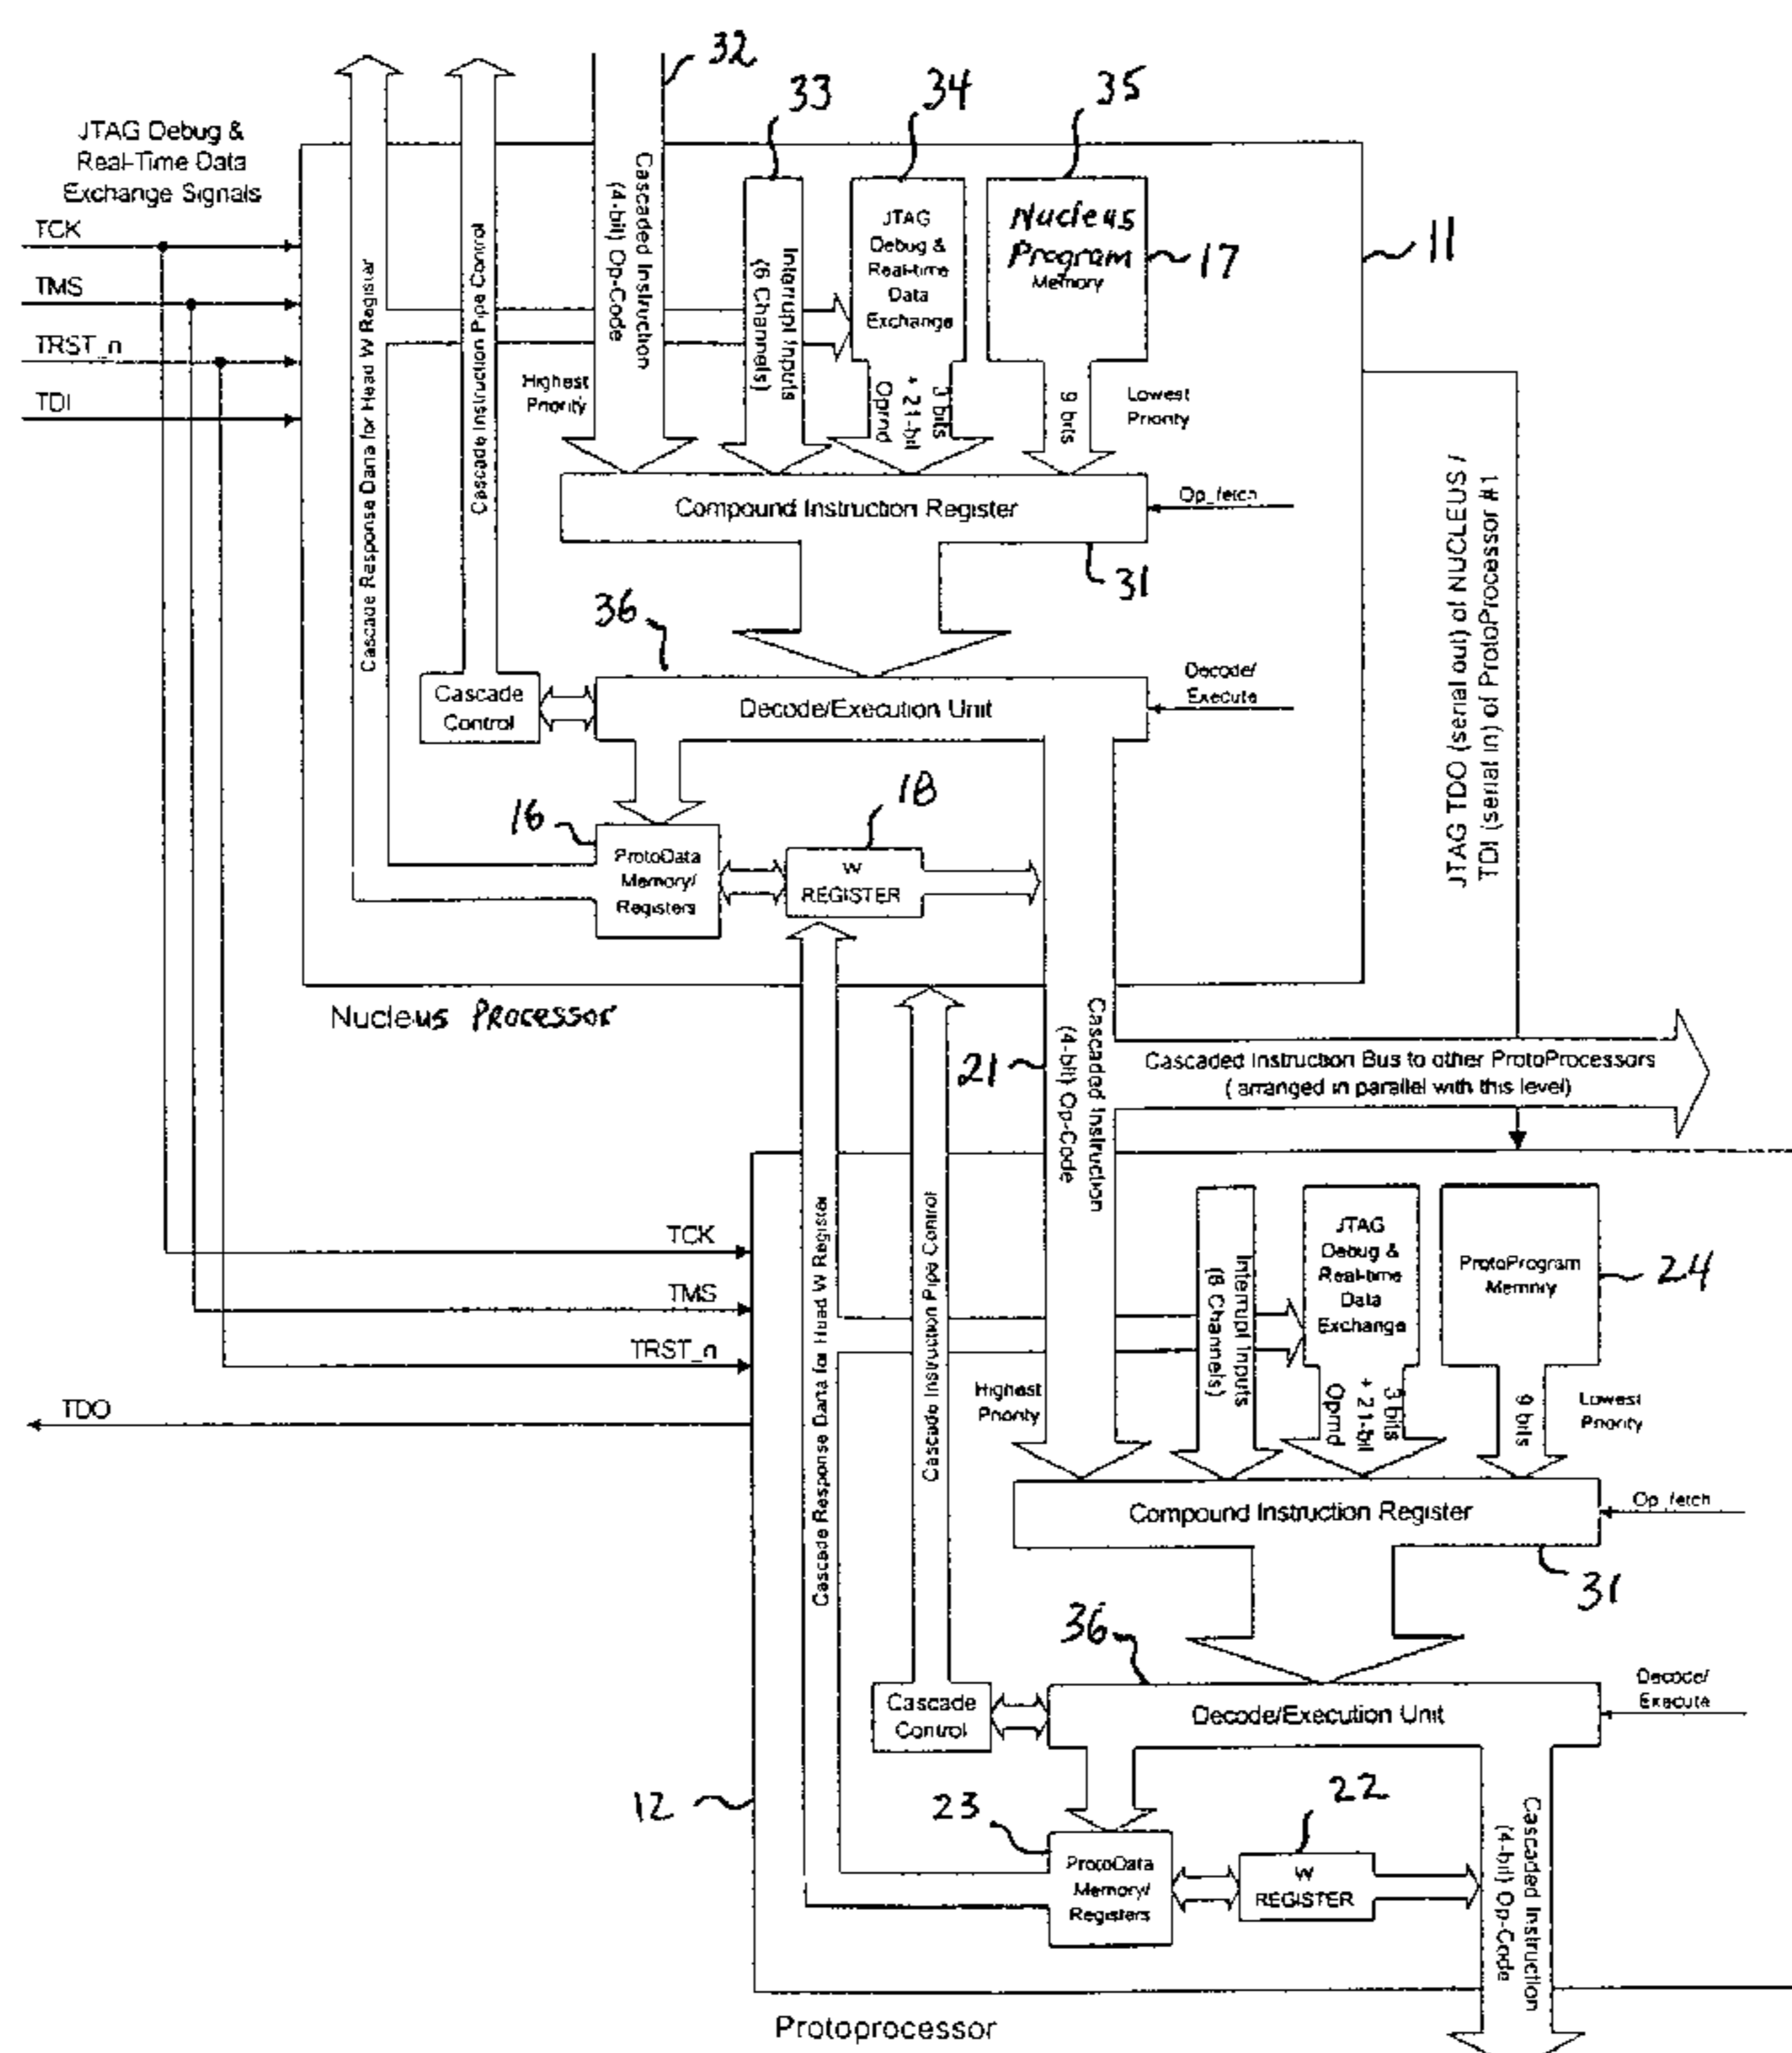 32
33
34
35
JTAG Debug &
Real-Time Data
Exchange Signals
TCK
TMS
TRST_n
TDI
Cascade Response Data for Head W Register
Cascade Instruction Pipe Control
Cascaded Instruction
(4-bit) Op-Code
Interrupt Inputs
(6 Channels)
JTAG
Debug &
Real-time
Data
Exchange
Nucleus
Program
Memory
17
11
Highest
Priority
3 bits
+ 21-bit
Oprnd
9 bits
Lowest
Priority
Compound Instruction Register
Op_fetch
31
36
Cascade
Control
Decode/Execution Unit
Decode/
Execute
16
ProtoData
Memory/
Registers
18
W
REGISTER
JTAG TDO (serial out) of NUCLEUS /
TDI (serial in) of ProtoProcessor #1
Nucleus Processor
21
Cascaded Instruction
(4-bit) Op-Code
Cascaded Instruction Bus to other ProtoProcessors
( arranged in parallel with this level)
TCK
TMS
TRST_n
TDO
Cascade Response Data for Head W Register
Cascade Instruction Pipe Control
Interrupt Inputs
(8 Channels)
JTAG
Debug &
Real-time
Data
Exchange
ProtoProgram
Memory
24
Highest
Priority
3 bits
+ 21-bit
Oprnd
9 bits
Lowest
Priority
Compound Instruction Register
Op_fetch
31
36
Cascade
Control
Decode/Execution Unit
Decode/
Execute
12
23
ProtoData
Memory/
Registers
22
W
REGISTER
Cascaded Instruction
(4-bit) Op-Code
Protoprocessor